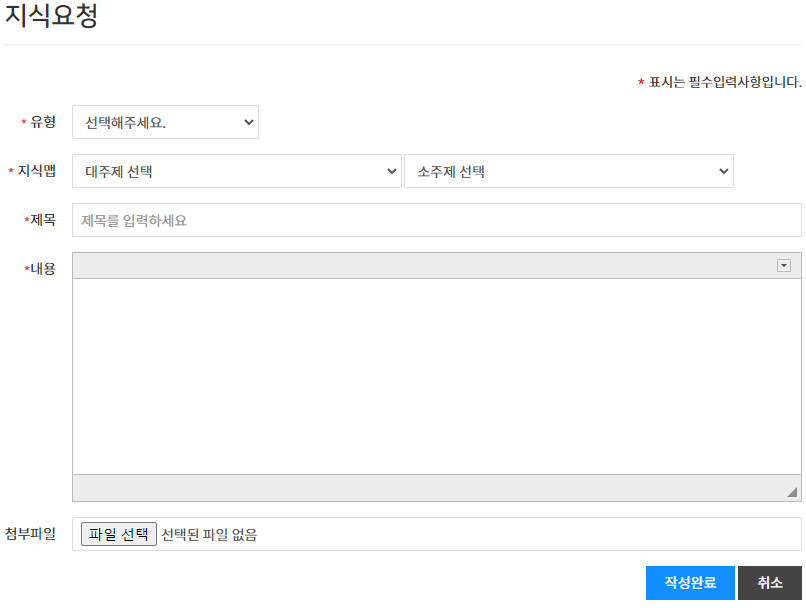 지식요청
* 표시는 필수입력사항입니다.
* 유형 선택해주세요.
* 지식맵 대주제 선택 소주제 선택
*제목 제목를 입력하세요
*내용
첨부파일 파일 선택 선택된 파일 없음
작성완료 취소